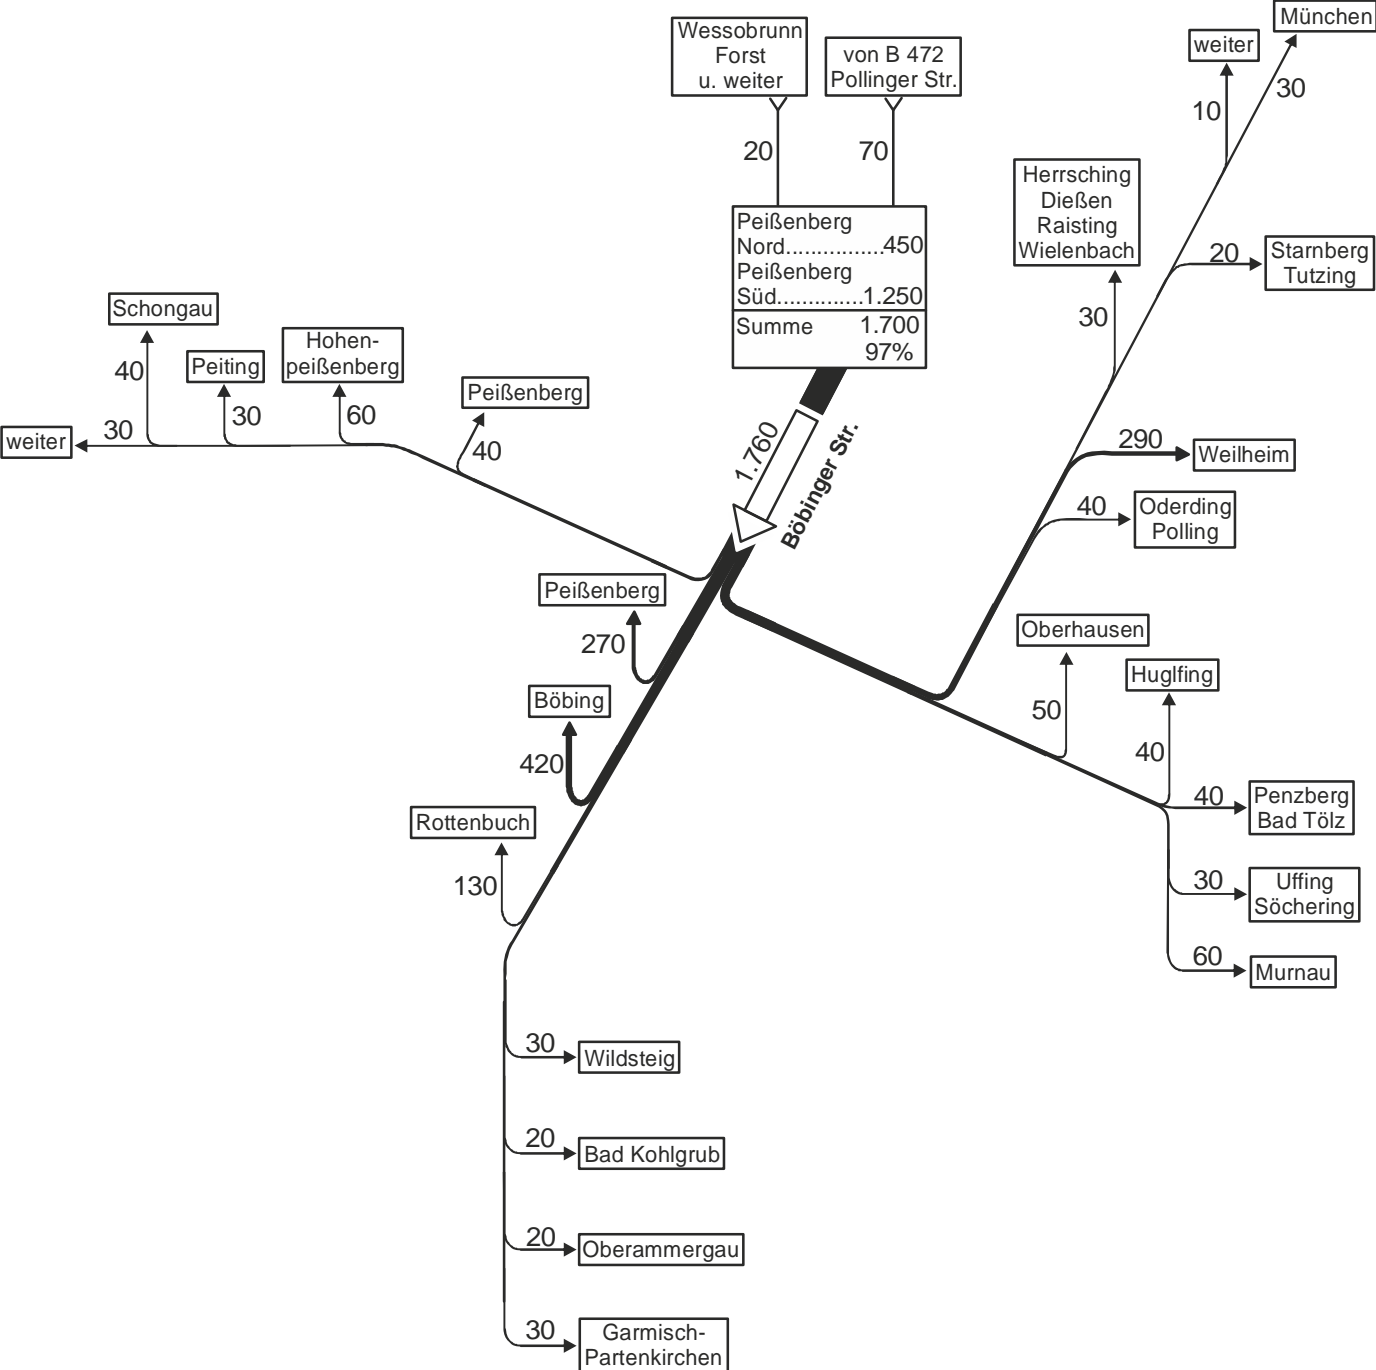 München
30
weiter
10
Wessobrunn
Forst
u. weiter
von B 472
Pollinger Str.
20
70
Herrsching
Dießen
Raisting
Wielenbach
30
20
Starnberg
Tutzing
Peißenberg
Nord................450
Peißenberg
Süd..............1.250
Summe 1.700
97%
Schongau
40
Peiting
30
Hohen-
peißenberg
60
Peißenberg
40
weiter
30
1.760
Böbinger Str.
290
Weilheim
40
Oderding
Polling
Peißenberg
270
Böbing
420
Rottenbuch
130
Oberhausen
50
Huglfing
40
40
Penzberg
Bad Tölz
30
Uffing
Söchering
60
Murnau
30
Wildsteig
20
Bad Kohlgrub
20
Oberammergau
30
Garmisch-
Partenkirchen